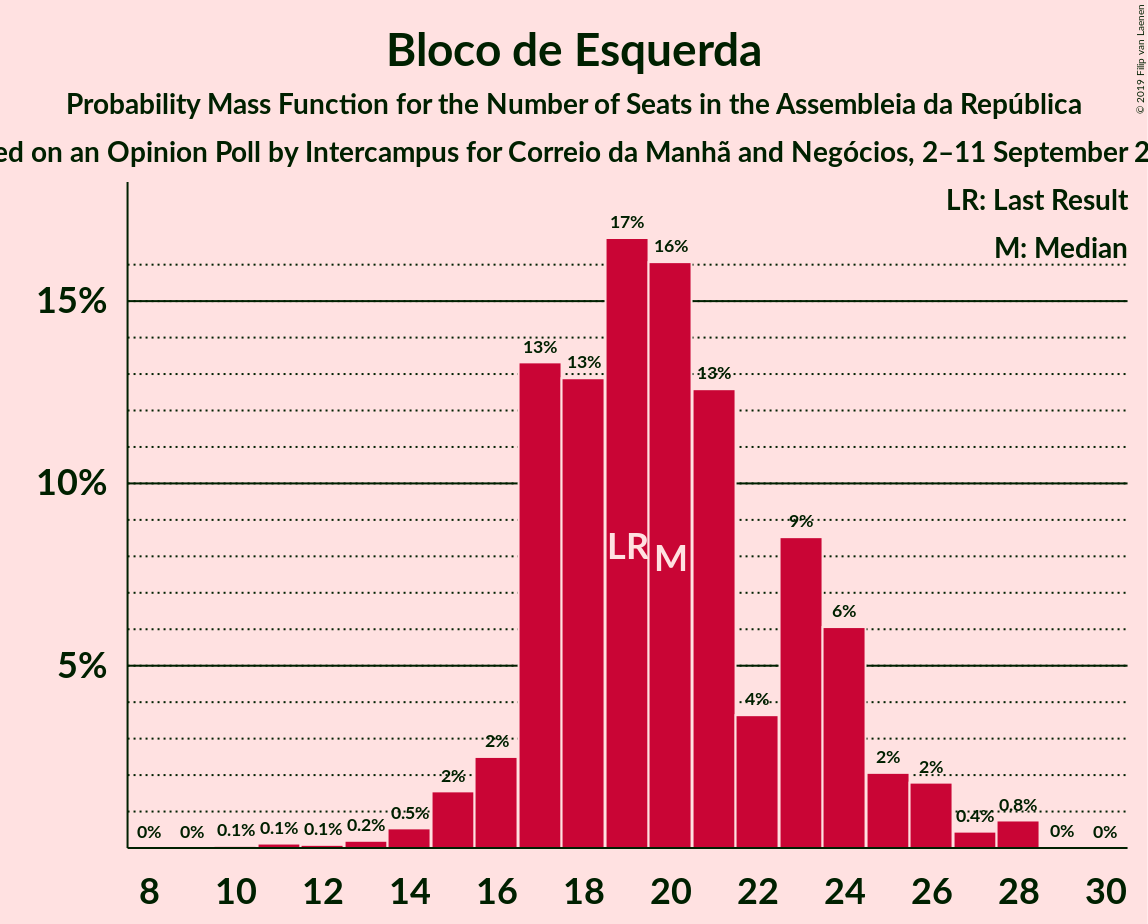 Bloco de Esquerda
Probability Mass Function for the Number of Seats in the Assembleia da República
on an Opinion Poll by Intercampus for Correio da Manhã and Negócios, 2–11 September
© 2019 Filip van Laenen
LR: Last Result
M: Median
15%
10%
5%
0% 0% 0.1% 0.1% 0.1% 0.2% 0.5% 2% 2% 13% 13% 17% 16% 13% 4% 9% 6% 2% 2% 0.4% 0.8% 0% 0%
LR M
8 10 12 14 16 18 20 22 24 26 28 30